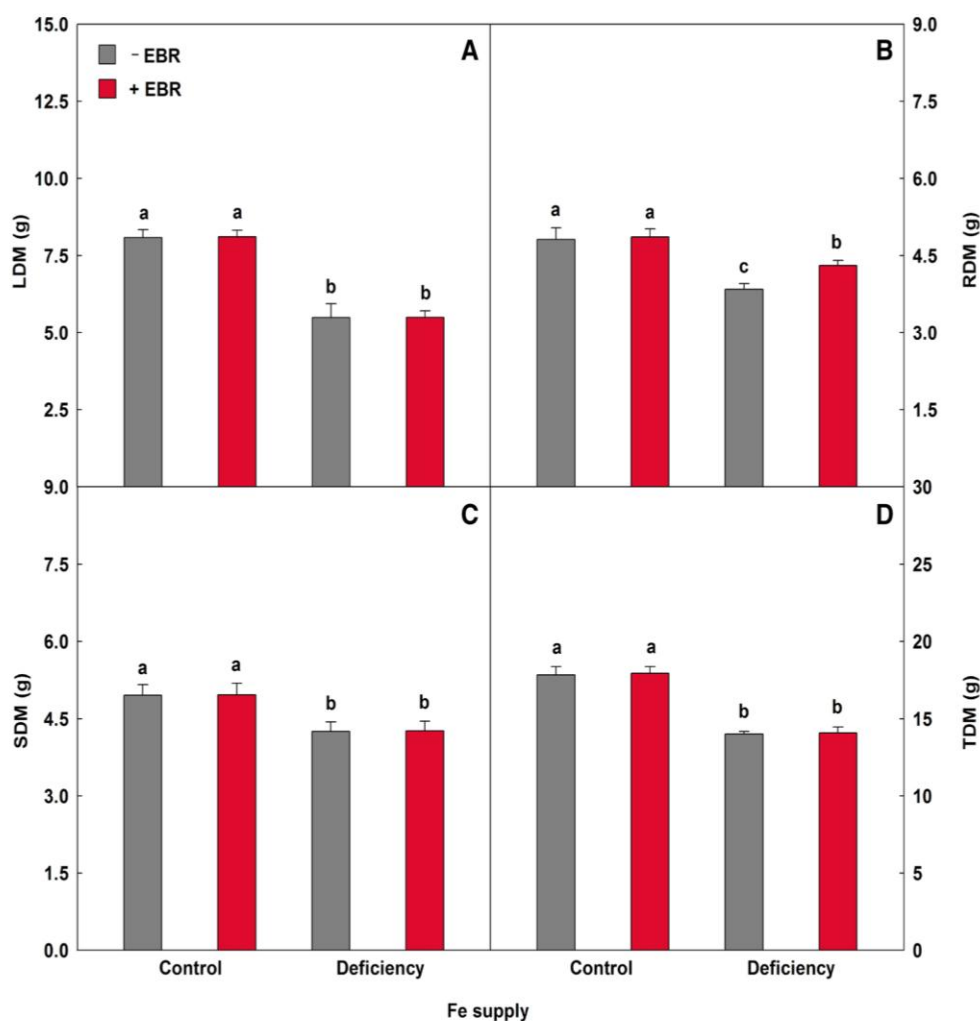 15.0
12.5
10.0
7.5
5.0
2.5
9.0
LDM (g)
– EBR
+ EBR
A
a
a
b
b
B
a
a
c
b
9.0
7.5
6.0
4.5
3.0
1.5
30
RDM (g)
7.5
6.0
4.5
3.0
1.5
0.0
SDM (g)
C
a
a
b
b
D
a
a
b
b
25
20
15
10
5
0
TDM (g)
Control
Deficiency
Control
Deficiency
Fe supply